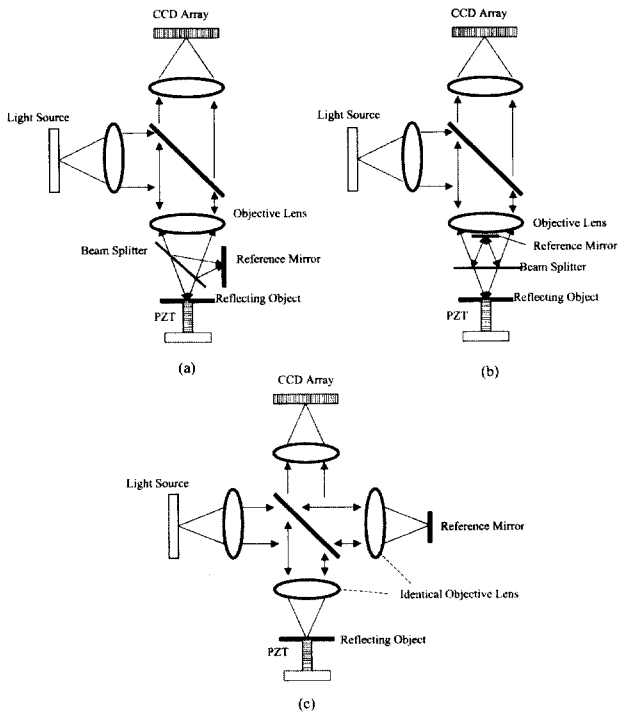 CCD Array
Light Source
Objective Lens
Beam Splitter
Reference Mirror
Reflecting Object
PZT
(a)
CCD Array
Light Source
Objective Lens
Reference Mirror
Beam Splitter
Reflecting Object
PZT
(b)
CCD Array
Light Source
Reference Mirror
Identical Objective Lens
Reflecting Object
PZT
(c)